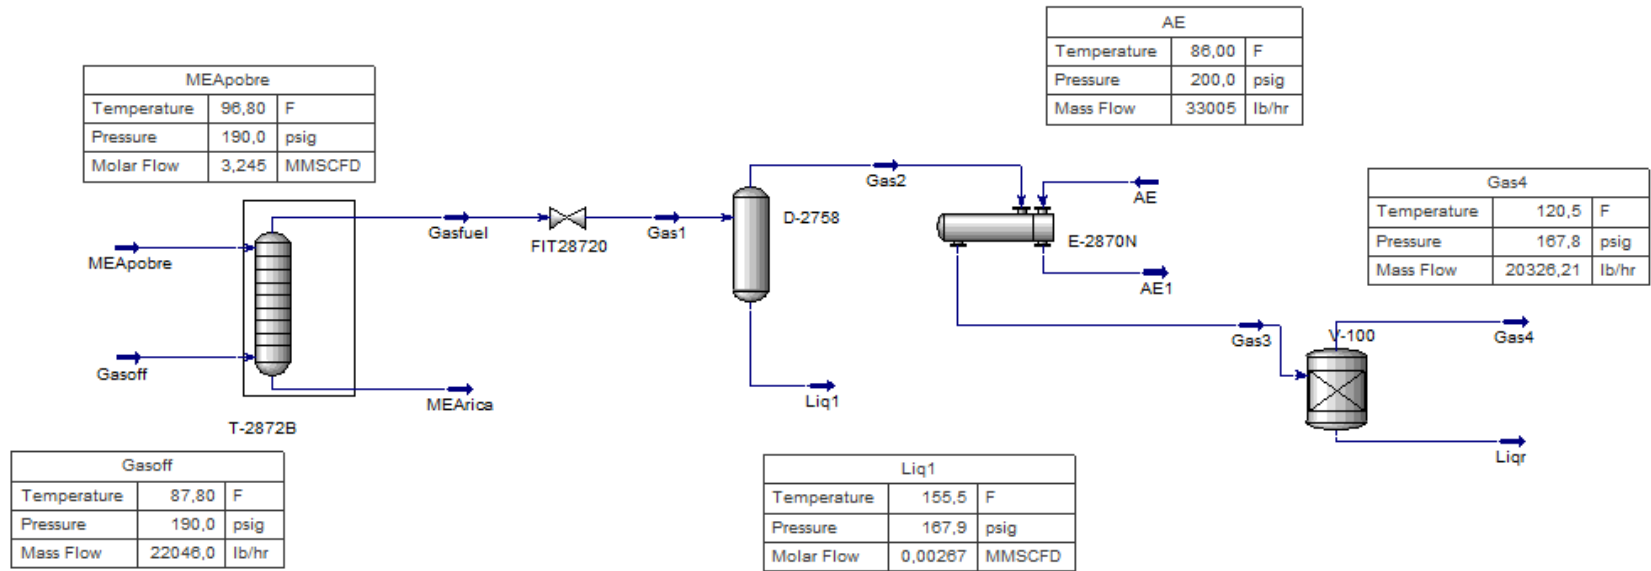 AE
Temperature 86,00 F
Pressure 200,0 psig
Mass Flow 33005 lb/hr
MEApobre
Temperature 96,80 F
Pressure 190,0 psig
Molar Flow 3,245 MMSCFD
Gas4
Temperature 120,5 F
Pressure 167,8 psig
Mass Flow 20326,21 lb/hr
Gas2
AE
D-2758
Gasfuel
FIT28720
Gas1
E-2870N
MEApobre
AE1
Gas3
V-100
Gas4
Gasoff
MEArica
Liq1
T-2872B
Liqr
Gasoff
Temperature 87,80 F
Pressure 190,0 psig
Mass Flow 22046,0 lb/hr
Liq1
Temperature 155,5 F
Pressure 167,9 psig
Molar Flow 0,00267 MMSCFD